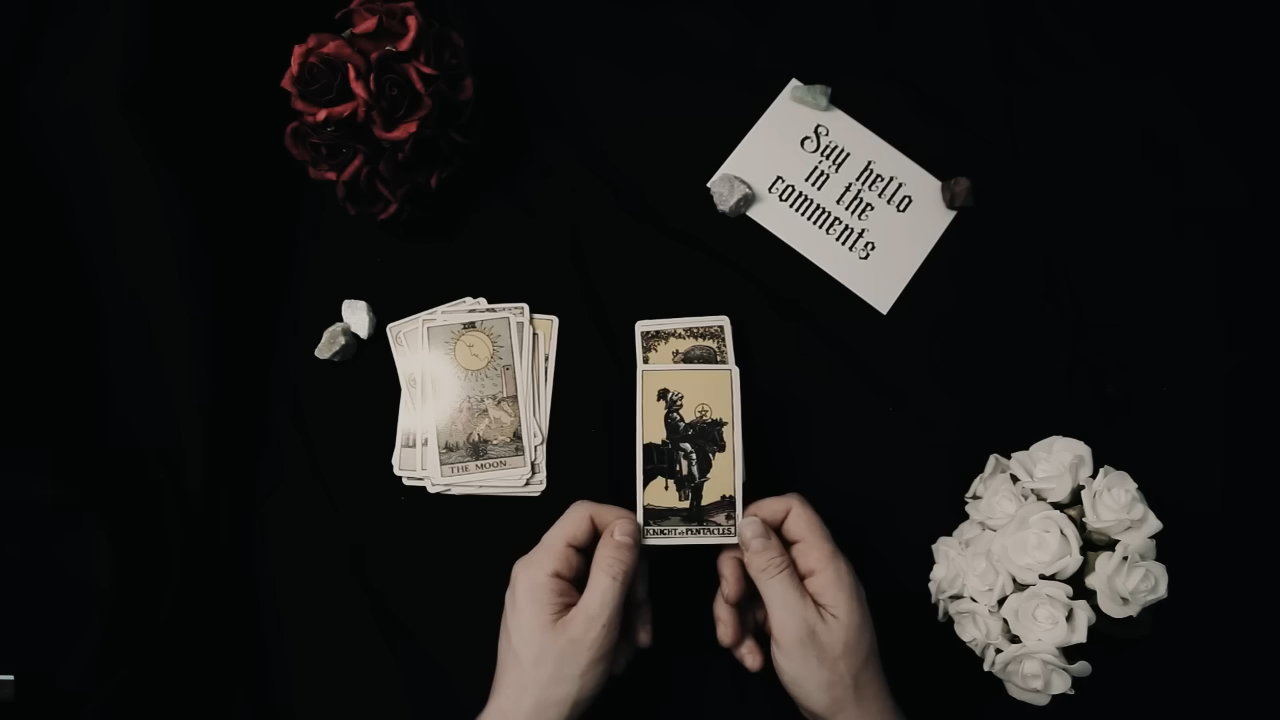 Say hello
in the
comments
THE MOON.
KNIGHT of PENTACLES.